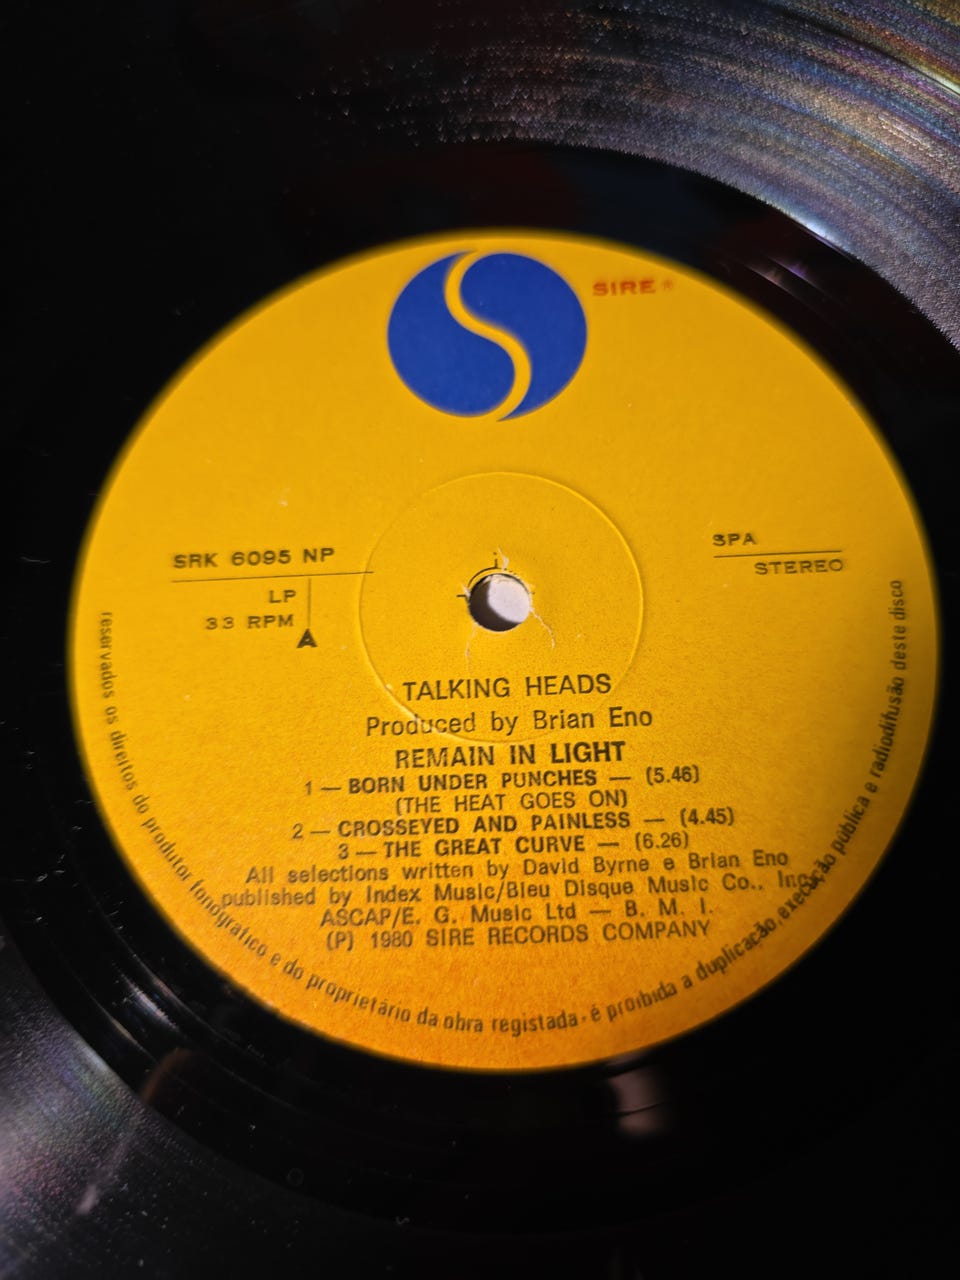 SIRE®
SRK 6095 NP
LP
33 RPM
A
SPA
STEREO
TALKING HEADS
Produced by Brian Eno
REMAIN IN LIGHT
1 — BORN UNDER PUNCHES — (5.46)
(THE HEAT GOES ON)
2 — CROSSEYED AND PAINLESS — (4.45)
3 — THE GREAT CURVE — (6.26)
All selections written by David Byrne e Brian Eno
published by Index Music/Bleu Disque Music Co., Inc.
ASCAP/E. G. Music Ltd — B. M. I.
(P) 1980 SIRE RECORDS COMPANY
reservados os direitos do produtor fonográfico e do proprietário da obra registada. é proibida a duplicação, execução pública e radiodifusão deste disco